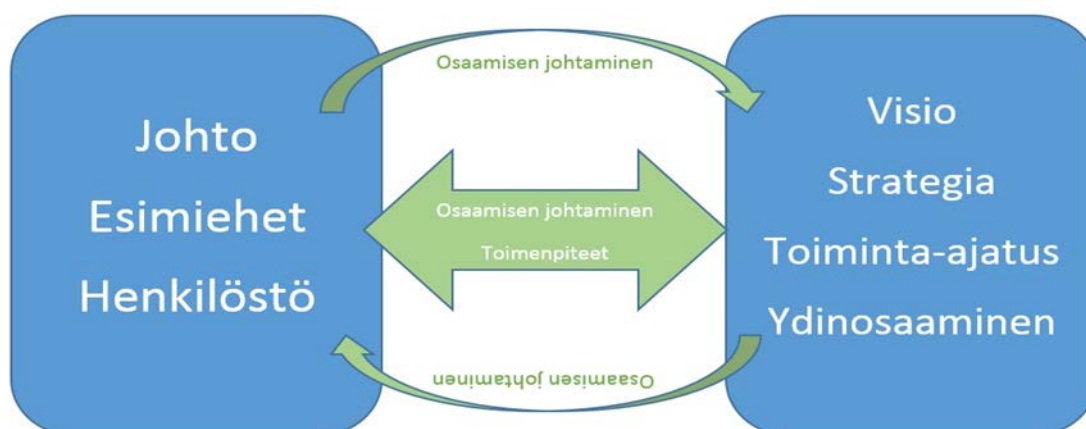 Johto
Esimiehet
Henkilöstö
Osaamisen johtaminen
Osaamisen johtaminen
Toimenpiteet
Osaamisen johtaminen
Visio
Strategia
Toiminta-ajatus
Ydinosaaminen